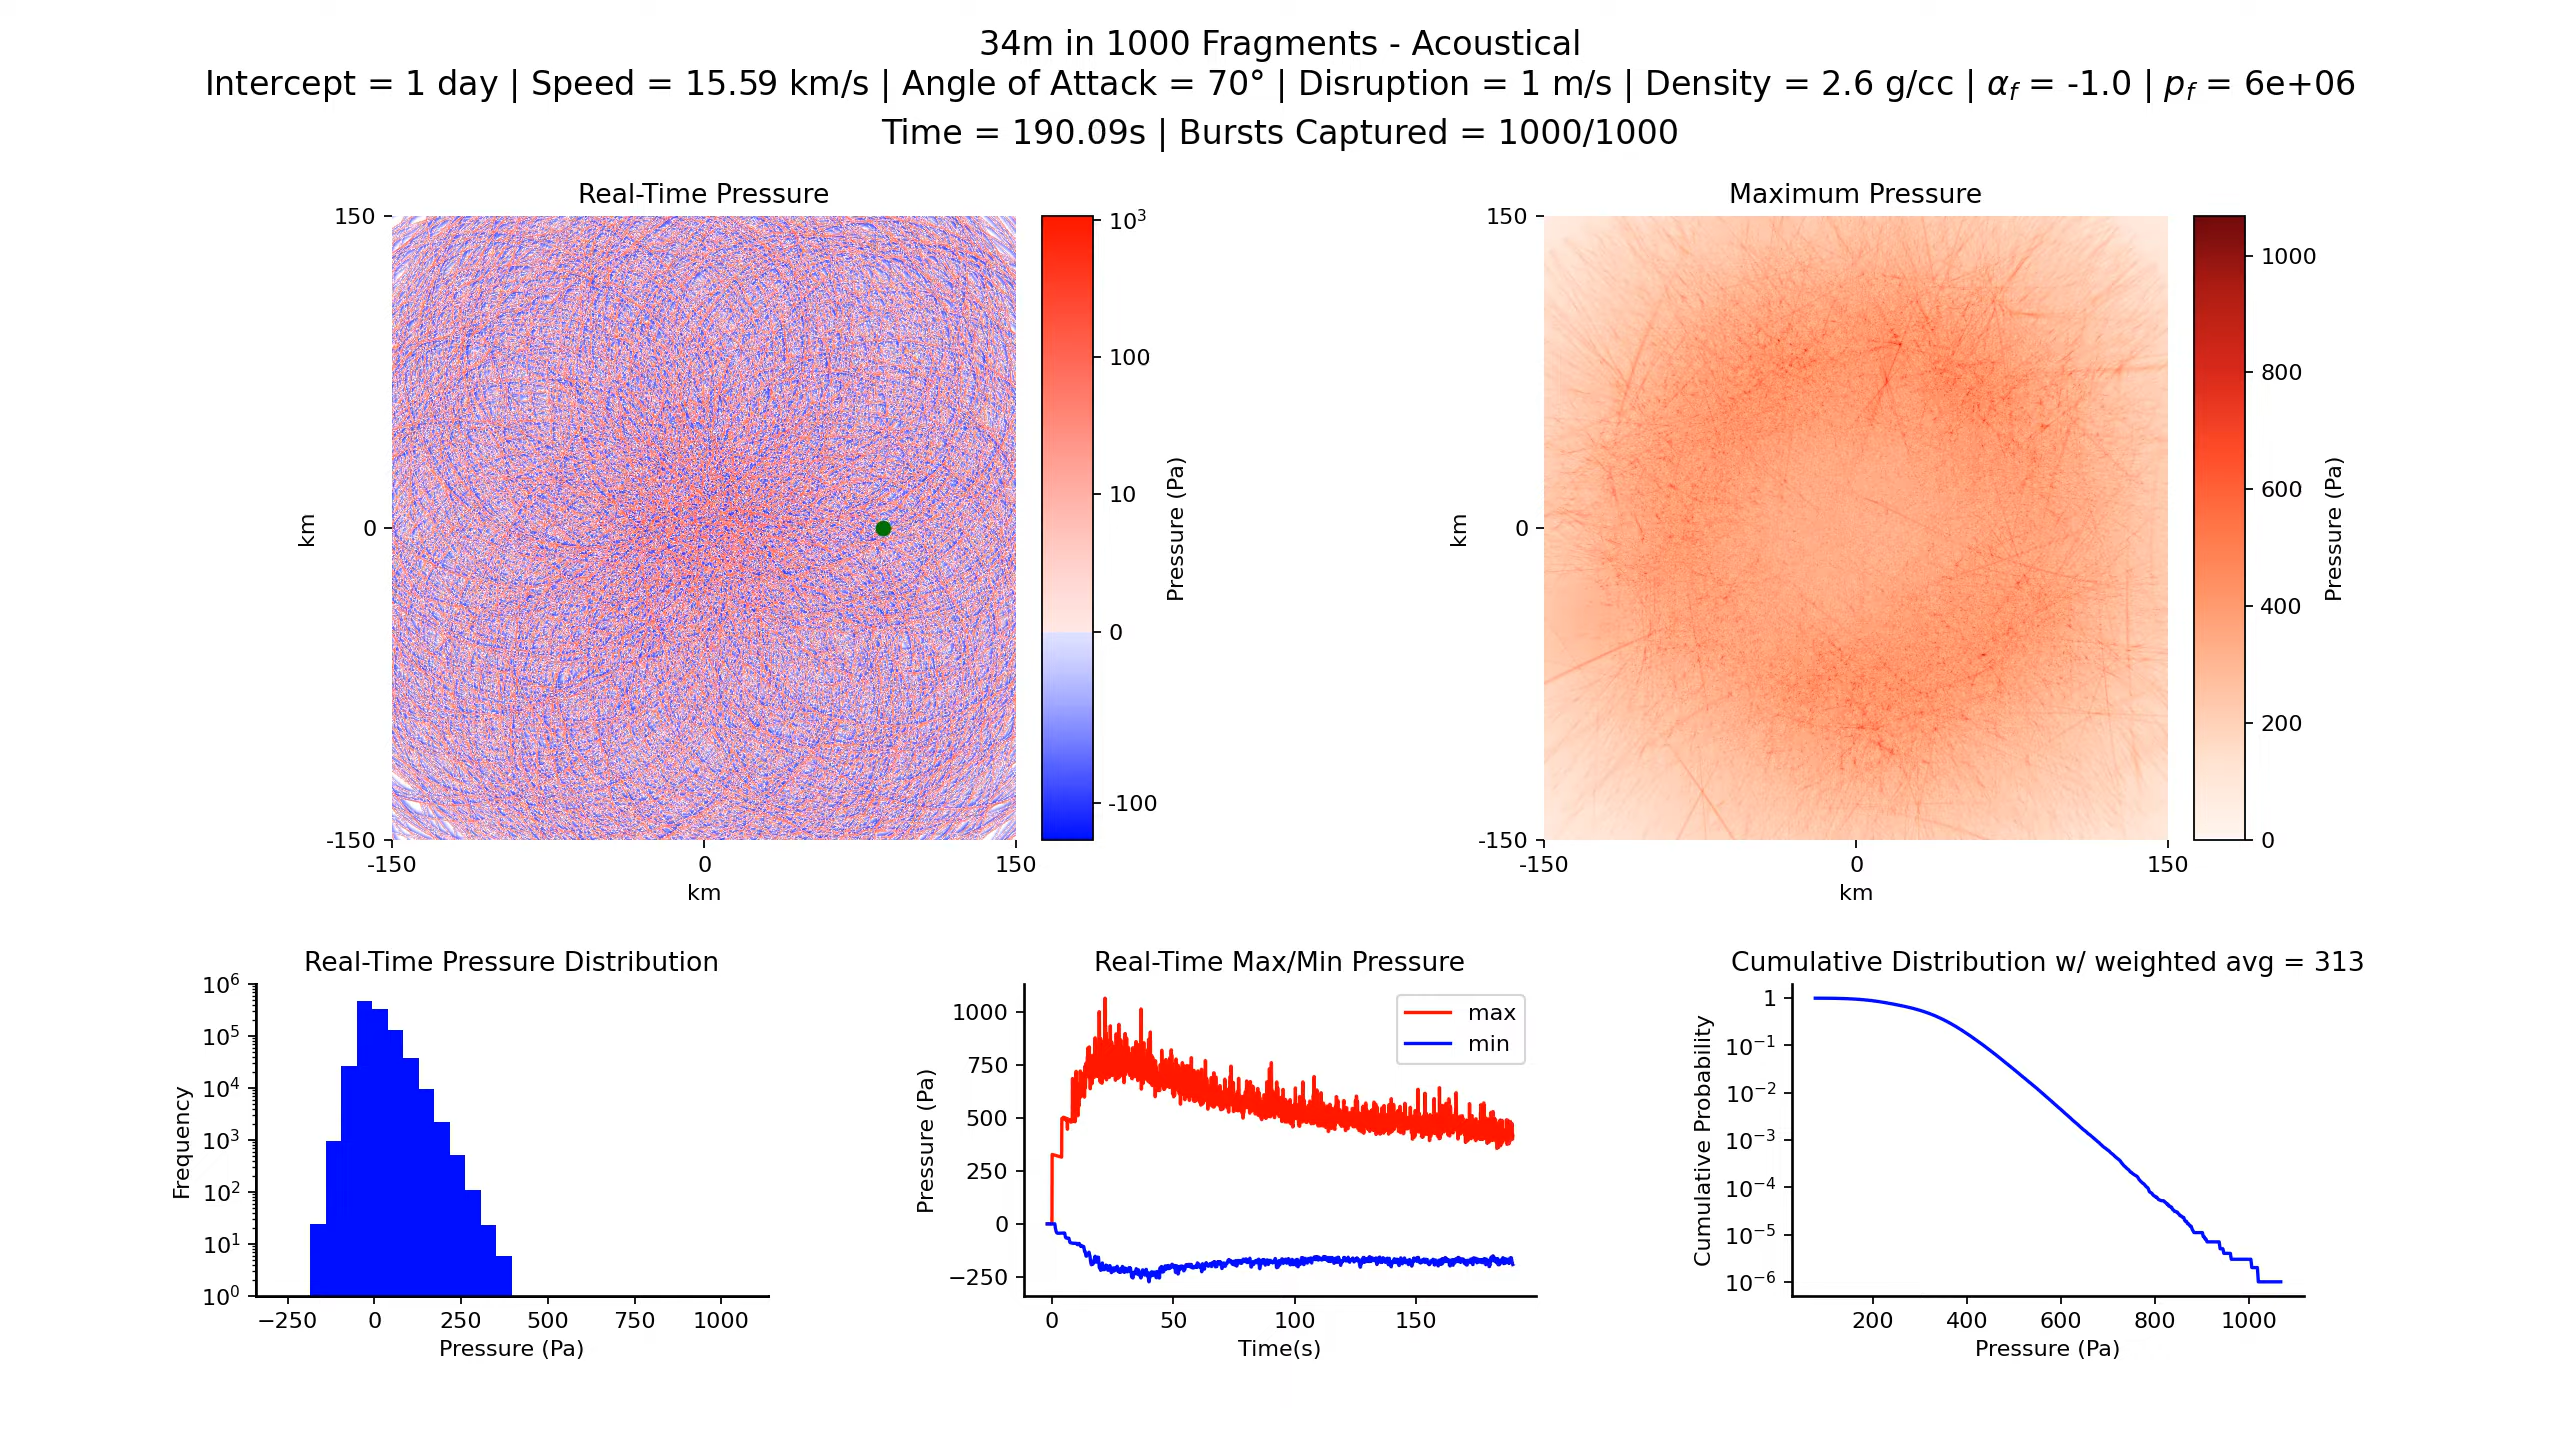 34m in 1000 Fragments - Acoustical
Intercept = 1 day | Speed = 15.59 km/s | Angle of Attack = 70° | Disruption = 1 m/s | Density = 2.6 g/cc | α_f = -1.0 | p_f = 6e+06
Time = 190.09s | Bursts Captured = 1000/1000
Real-Time Pressure
150
0
-150
km
-150 0 150
km
10³
100
10
0
-100
Pressure (Pa)
Maximum Pressure
150
0
-150
km
-150 0 150
km
1000
800
600
400
200
0
Pressure (Pa)
Real-Time Pressure Distribution
10⁶
10⁵
10⁴
10³
10²
10¹
10⁰
Frequency
−250 0 250 500 750 1000
Pressure (Pa)
Real-Time Max/Min Pressure
1000
750
500
250
0
−250
Pressure (Pa)
max
min
0 50 100 150
Time(s)
Cumulative Distribution w/ weighted avg = 313
1
10⁻¹
10⁻²
10⁻³
10⁻⁴
10⁻⁵
10⁻⁶
Cumulative Probability
200 400 600 800 1000
Pressure (Pa)